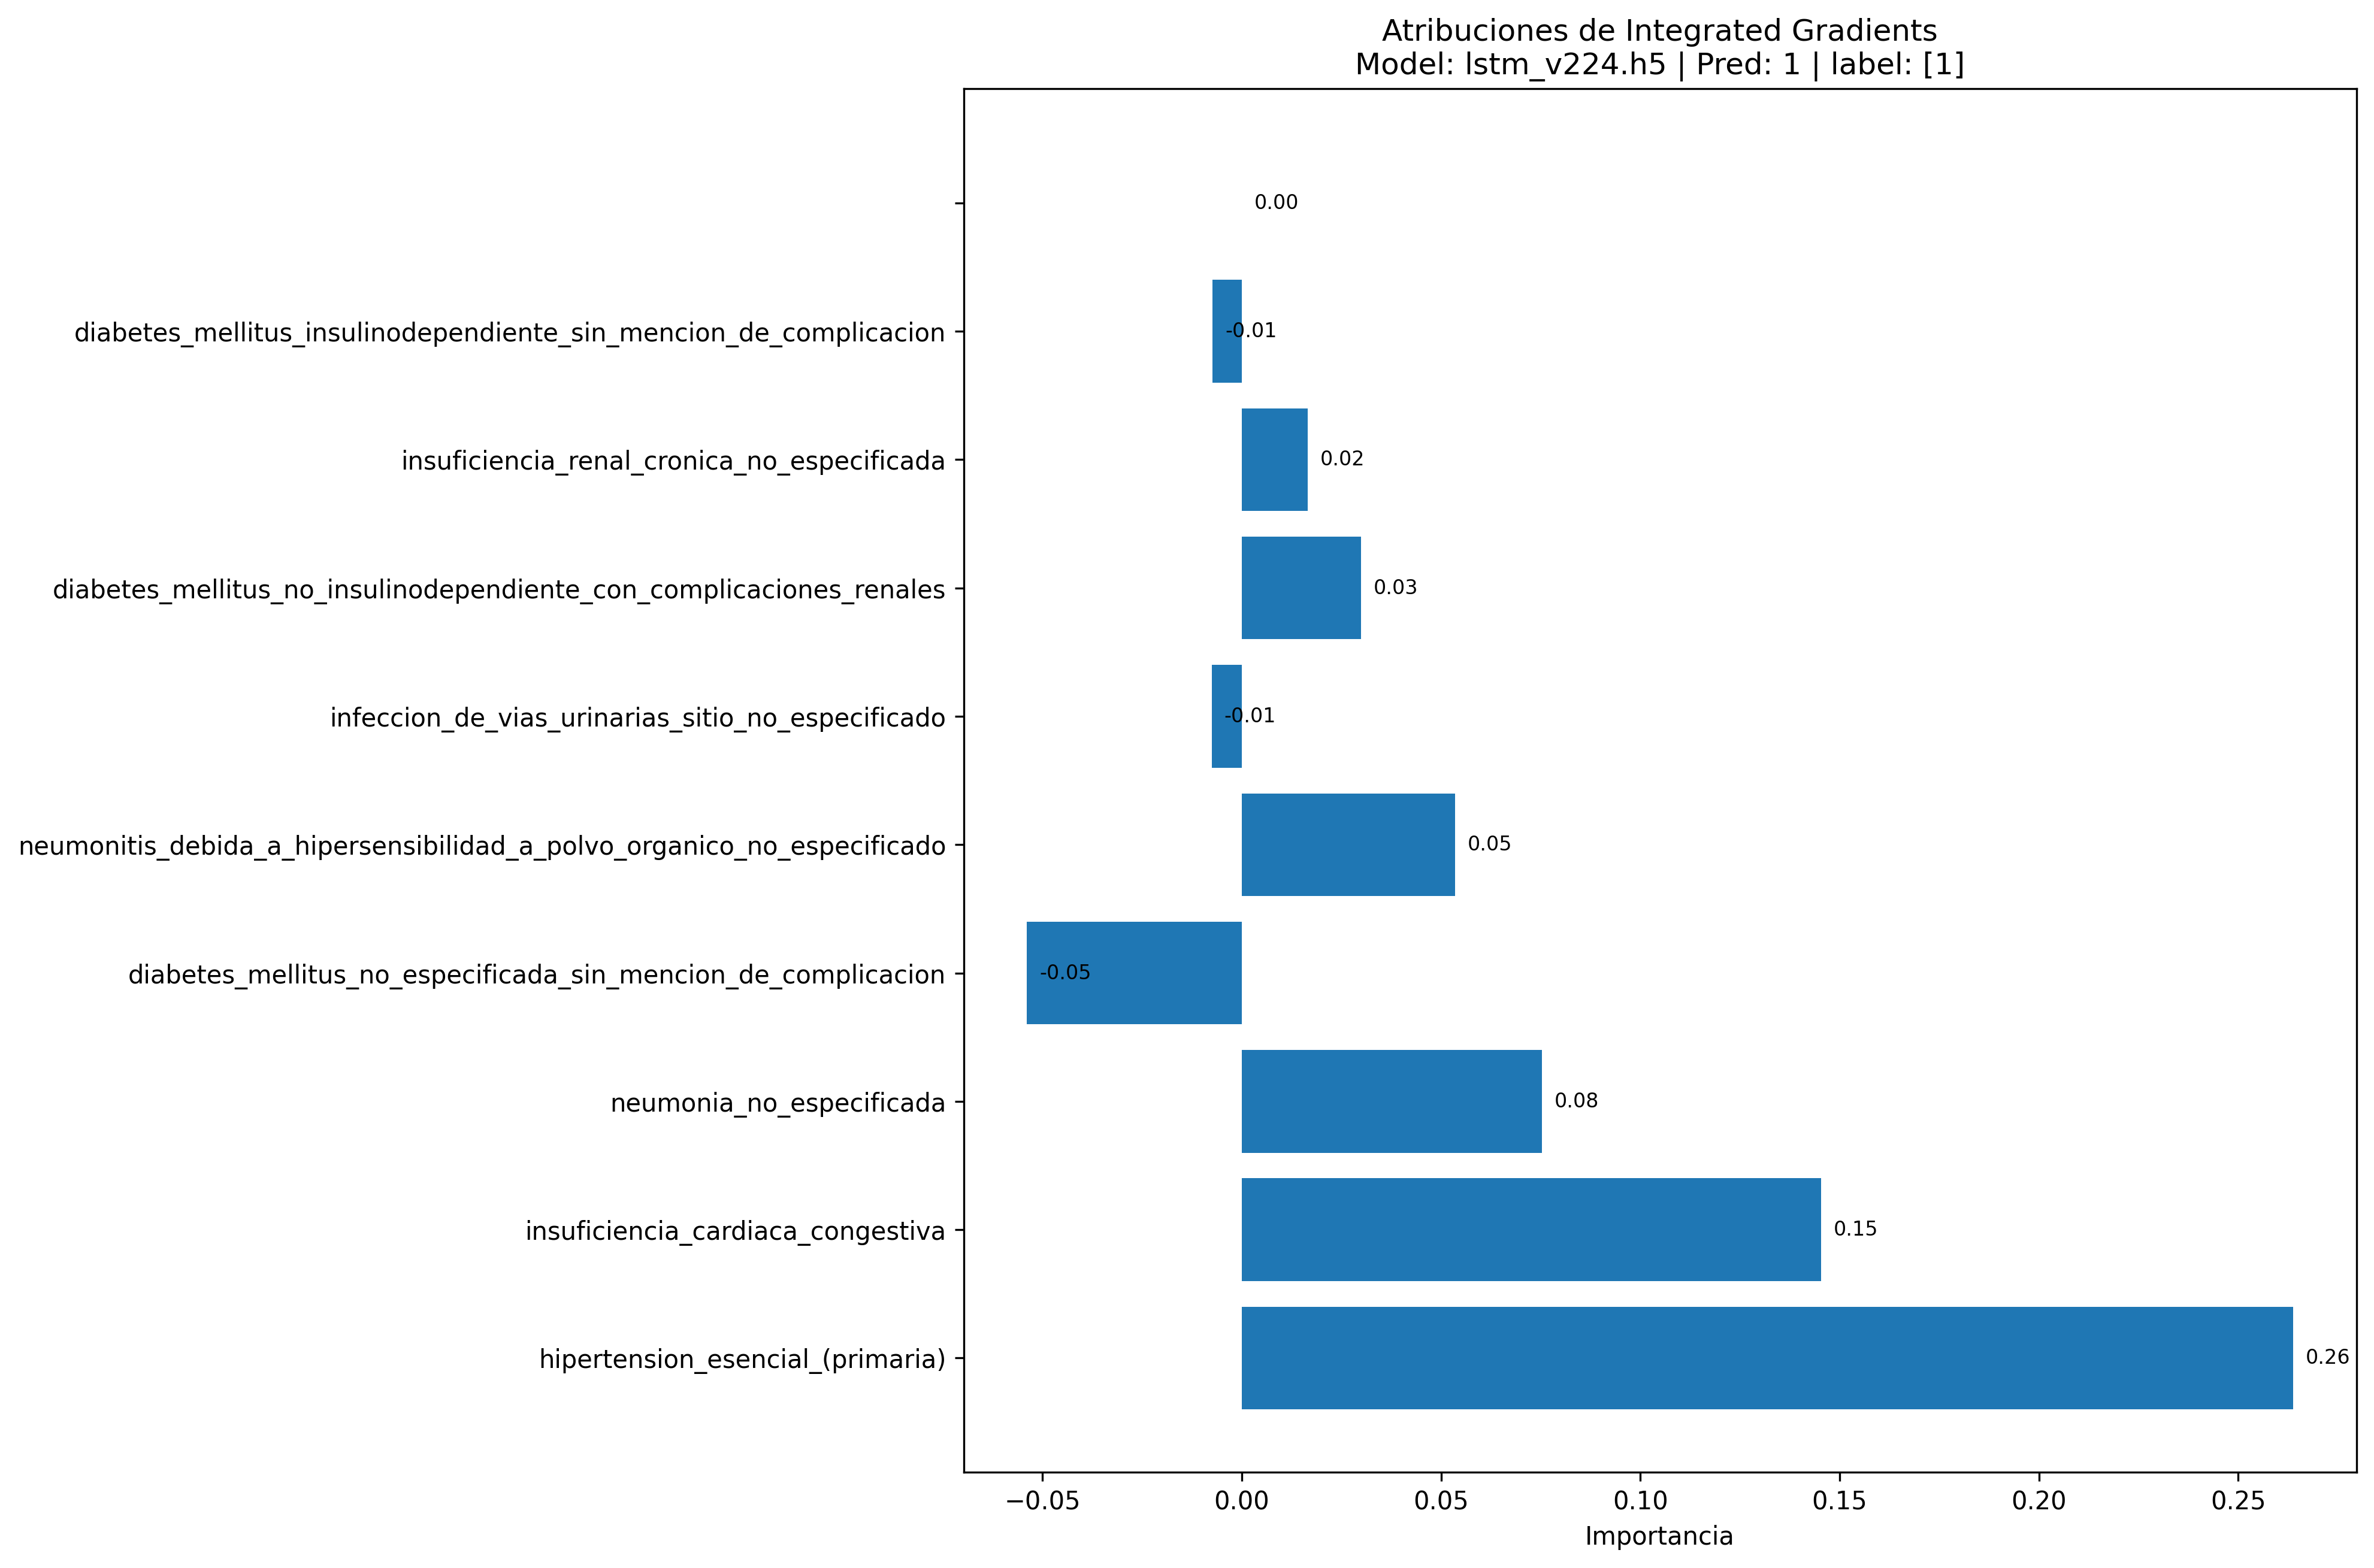 Atribuciones de Integrated Gradients
Model: lstm_v224.h5 | Pred: 1 | label: [1]
0.00
diabetes_mellitus_insulinodependiente_sin_mencion_de_complicacion
-0.01
insuficiencia_renal_cronica_no_especificada
0.02
diabetes_mellitus_no_insulinodependiente_con_complicaciones_renales
0.03
infeccion_de_vias_urinarias_sitio_no_especificado
-0.01
neumonitis_debida_a_hipersensibilidad_a_polvo_organico_no_especificado
0.05
diabetes_mellitus_no_especificada_sin_mencion_de_complicacion
-0.05
neumonia_no_especificada
0.08
insuficiencia_cardiaca_congestiva
0.15
hipertension_esencial_(primaria)
0.26
−0.05 0.00 0.05 0.10 0.15 0.20 0.25
Importancia